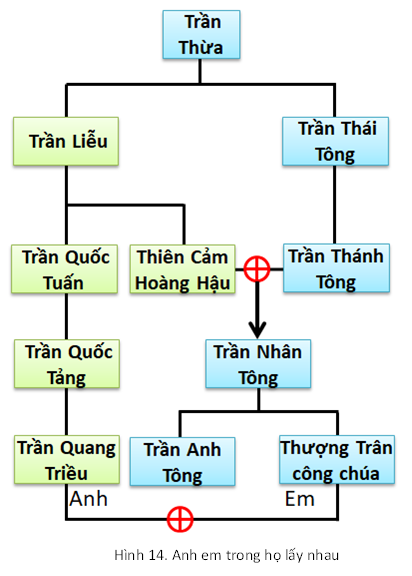 Trần
Thừa
Trần Liễu
Trần Thái
Tông
Trần Quốc
Tuấn
Thiên Cảm
Hoàng Hậu
Trần Thánh
Tông
Trần Quốc
Tảng
Trần Nhân
Tông
Trần Quang
Triều
Trần Anh
Tông
Thượng Trân
công chúa
Anh
Em
Hình 14. Anh em trong họ lấy nhau